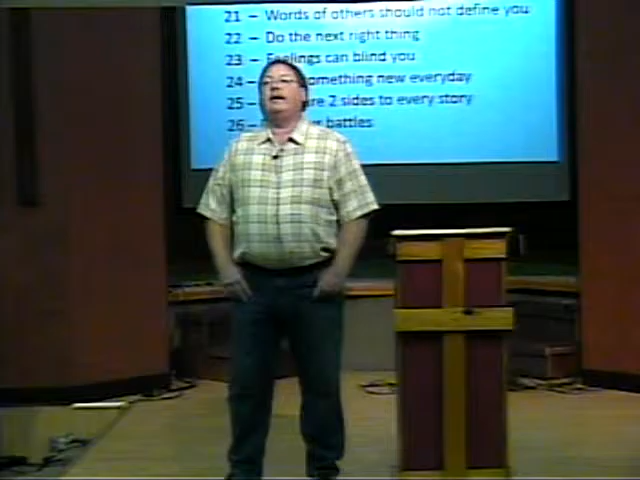 21 – Words of others should not define you
22 – Do the next right thing
23 – Feelings can blind you
24 – something new everyday
25 – 2 sides to every story
26 – battles